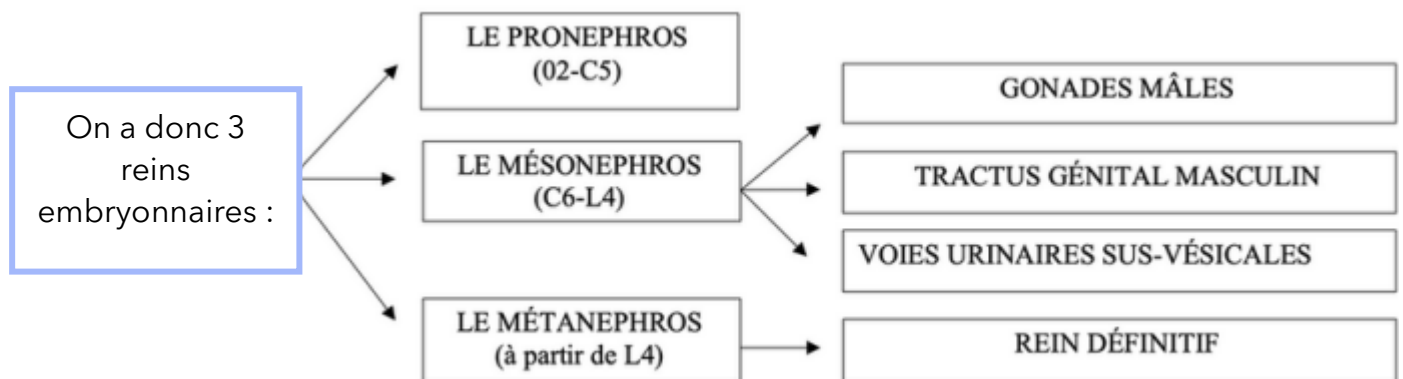 On a donc 3
reins
embryonnaires :
LE PRONEPHROS
(02-C5)
LE MÉSONEPHROS
(C6-L4)
LE MÉTANEPHROS
(à partir de L4)
GONADES MÂLES
TRACTUS GÉNITAL MASCULIN
VOIES URINAIRES SUS-VÉSICALES
REIN DÉFINITIF